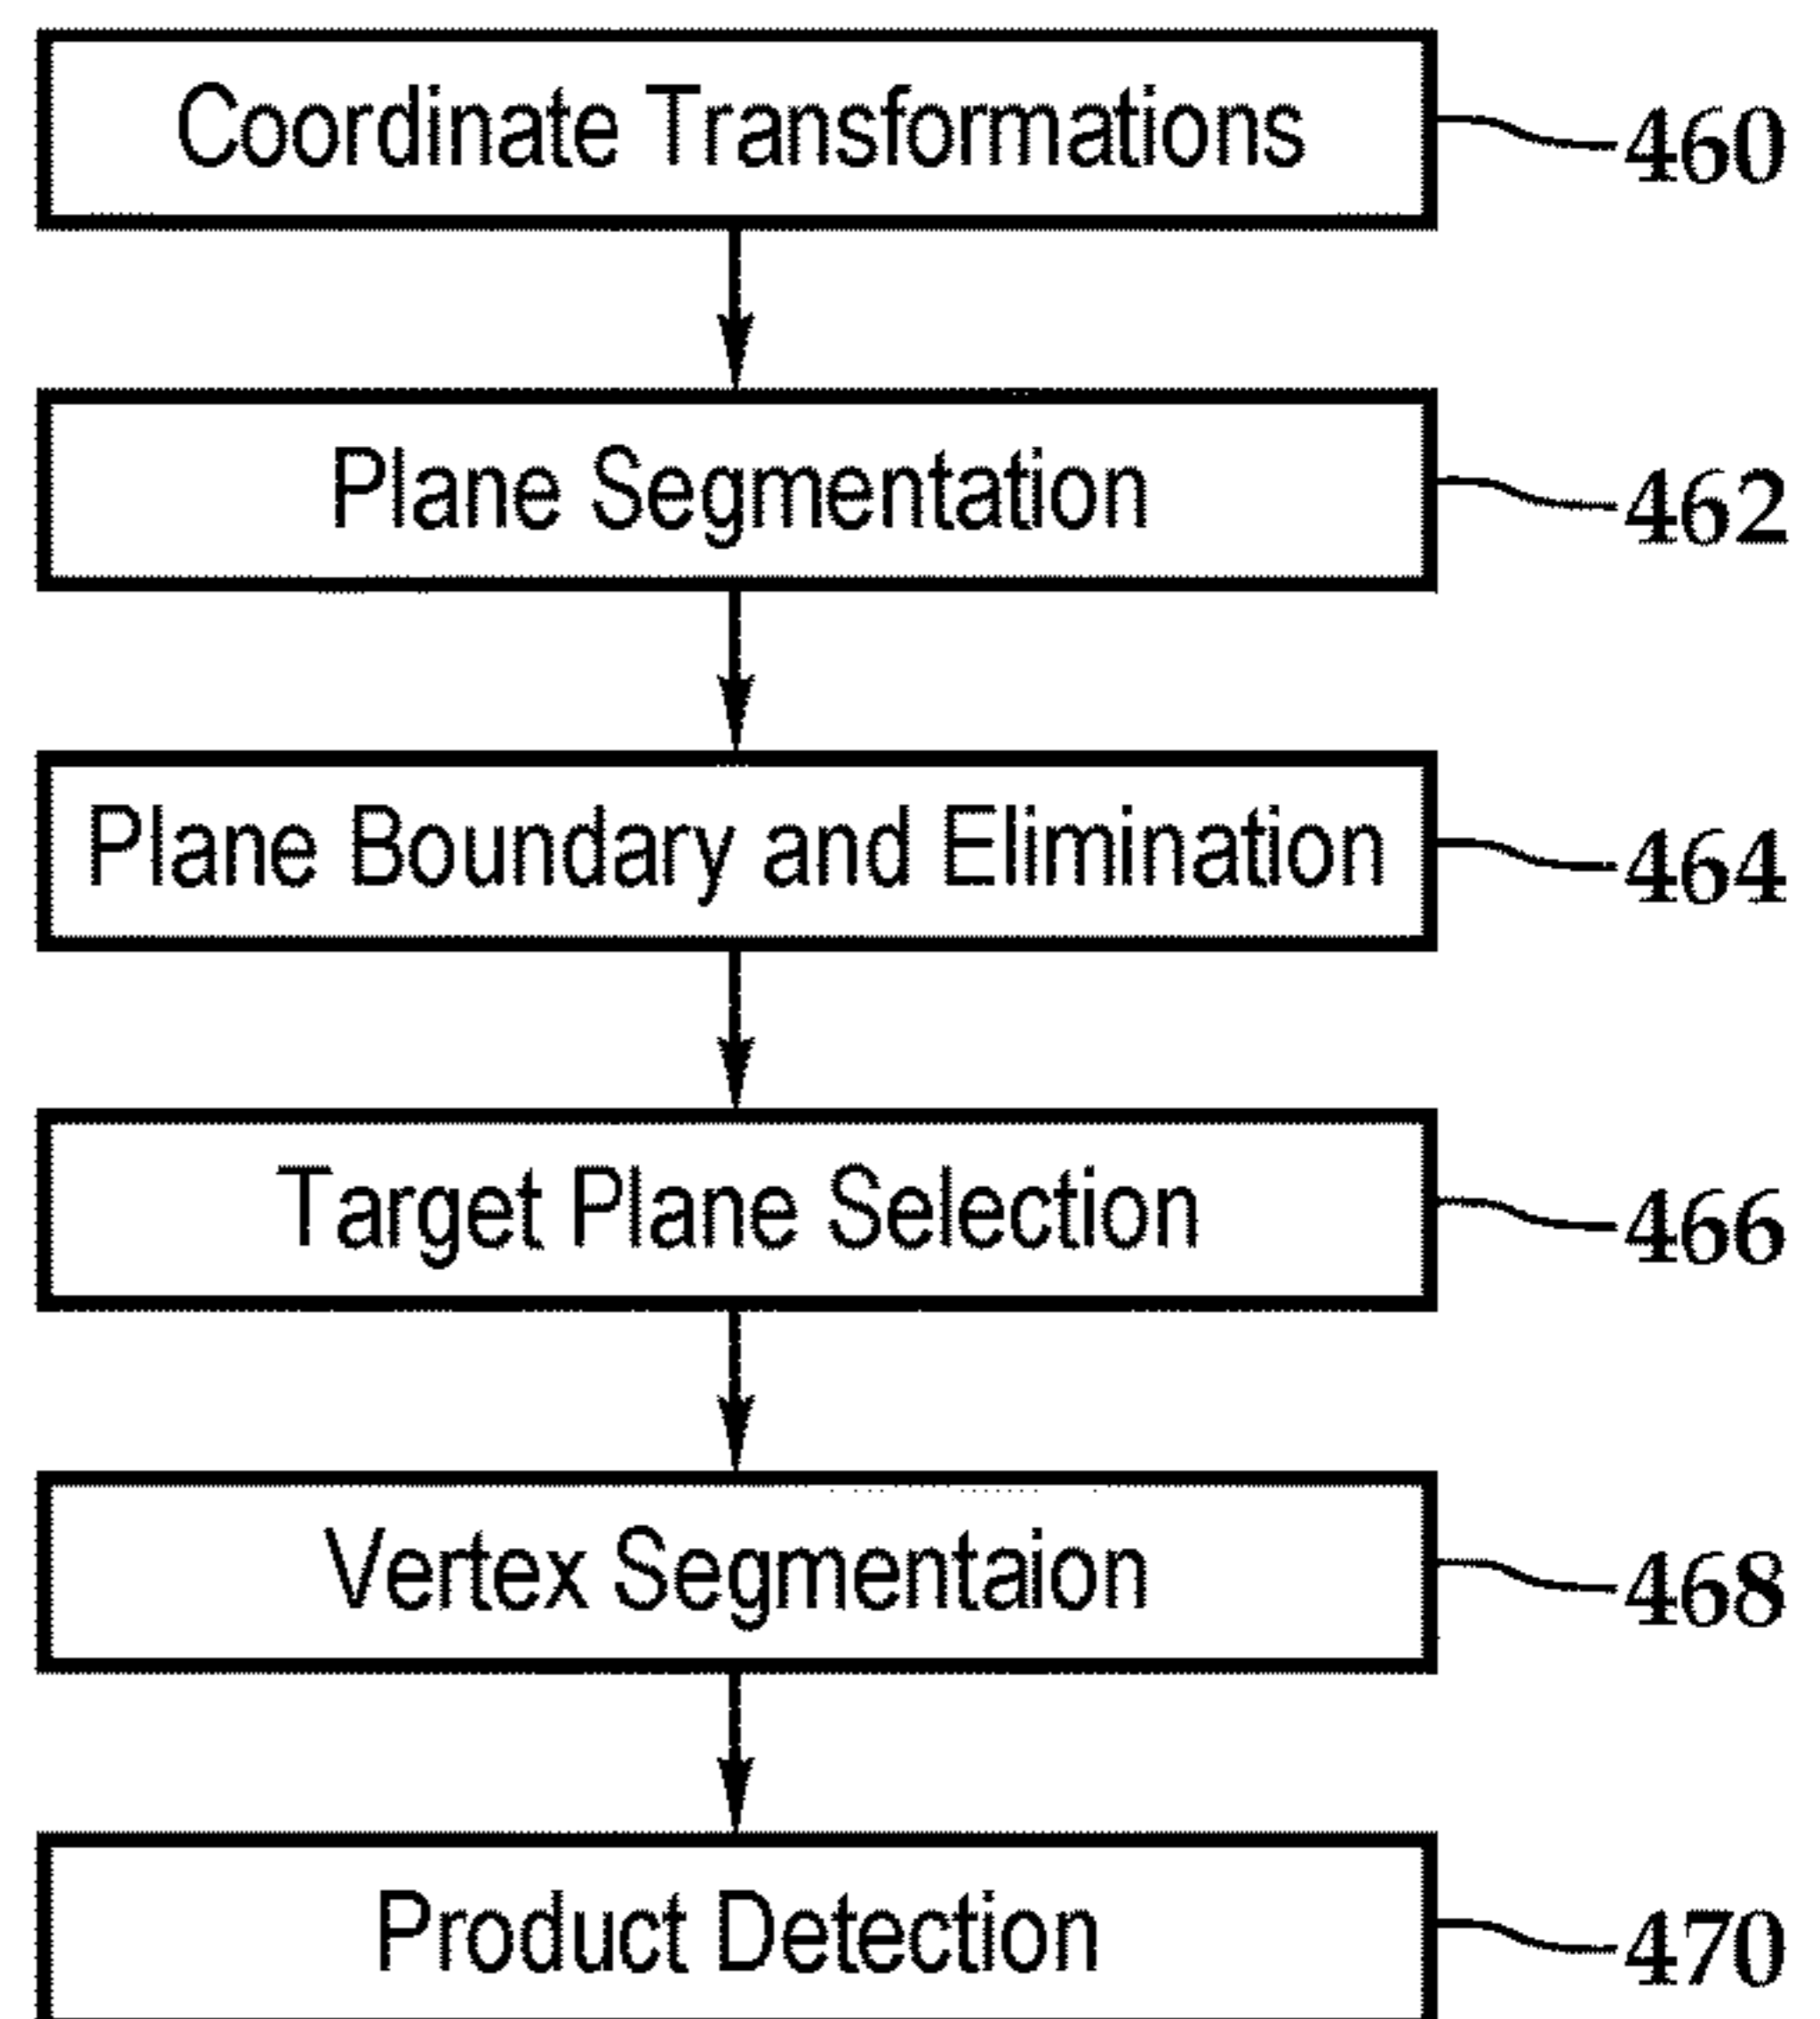 Coordinate Transformations 460
Plane Segmentation 462
Plane Boundary and Elimination 464
Target Plane Selection 466
Vertex Segmentaion 468
Product Detection 470